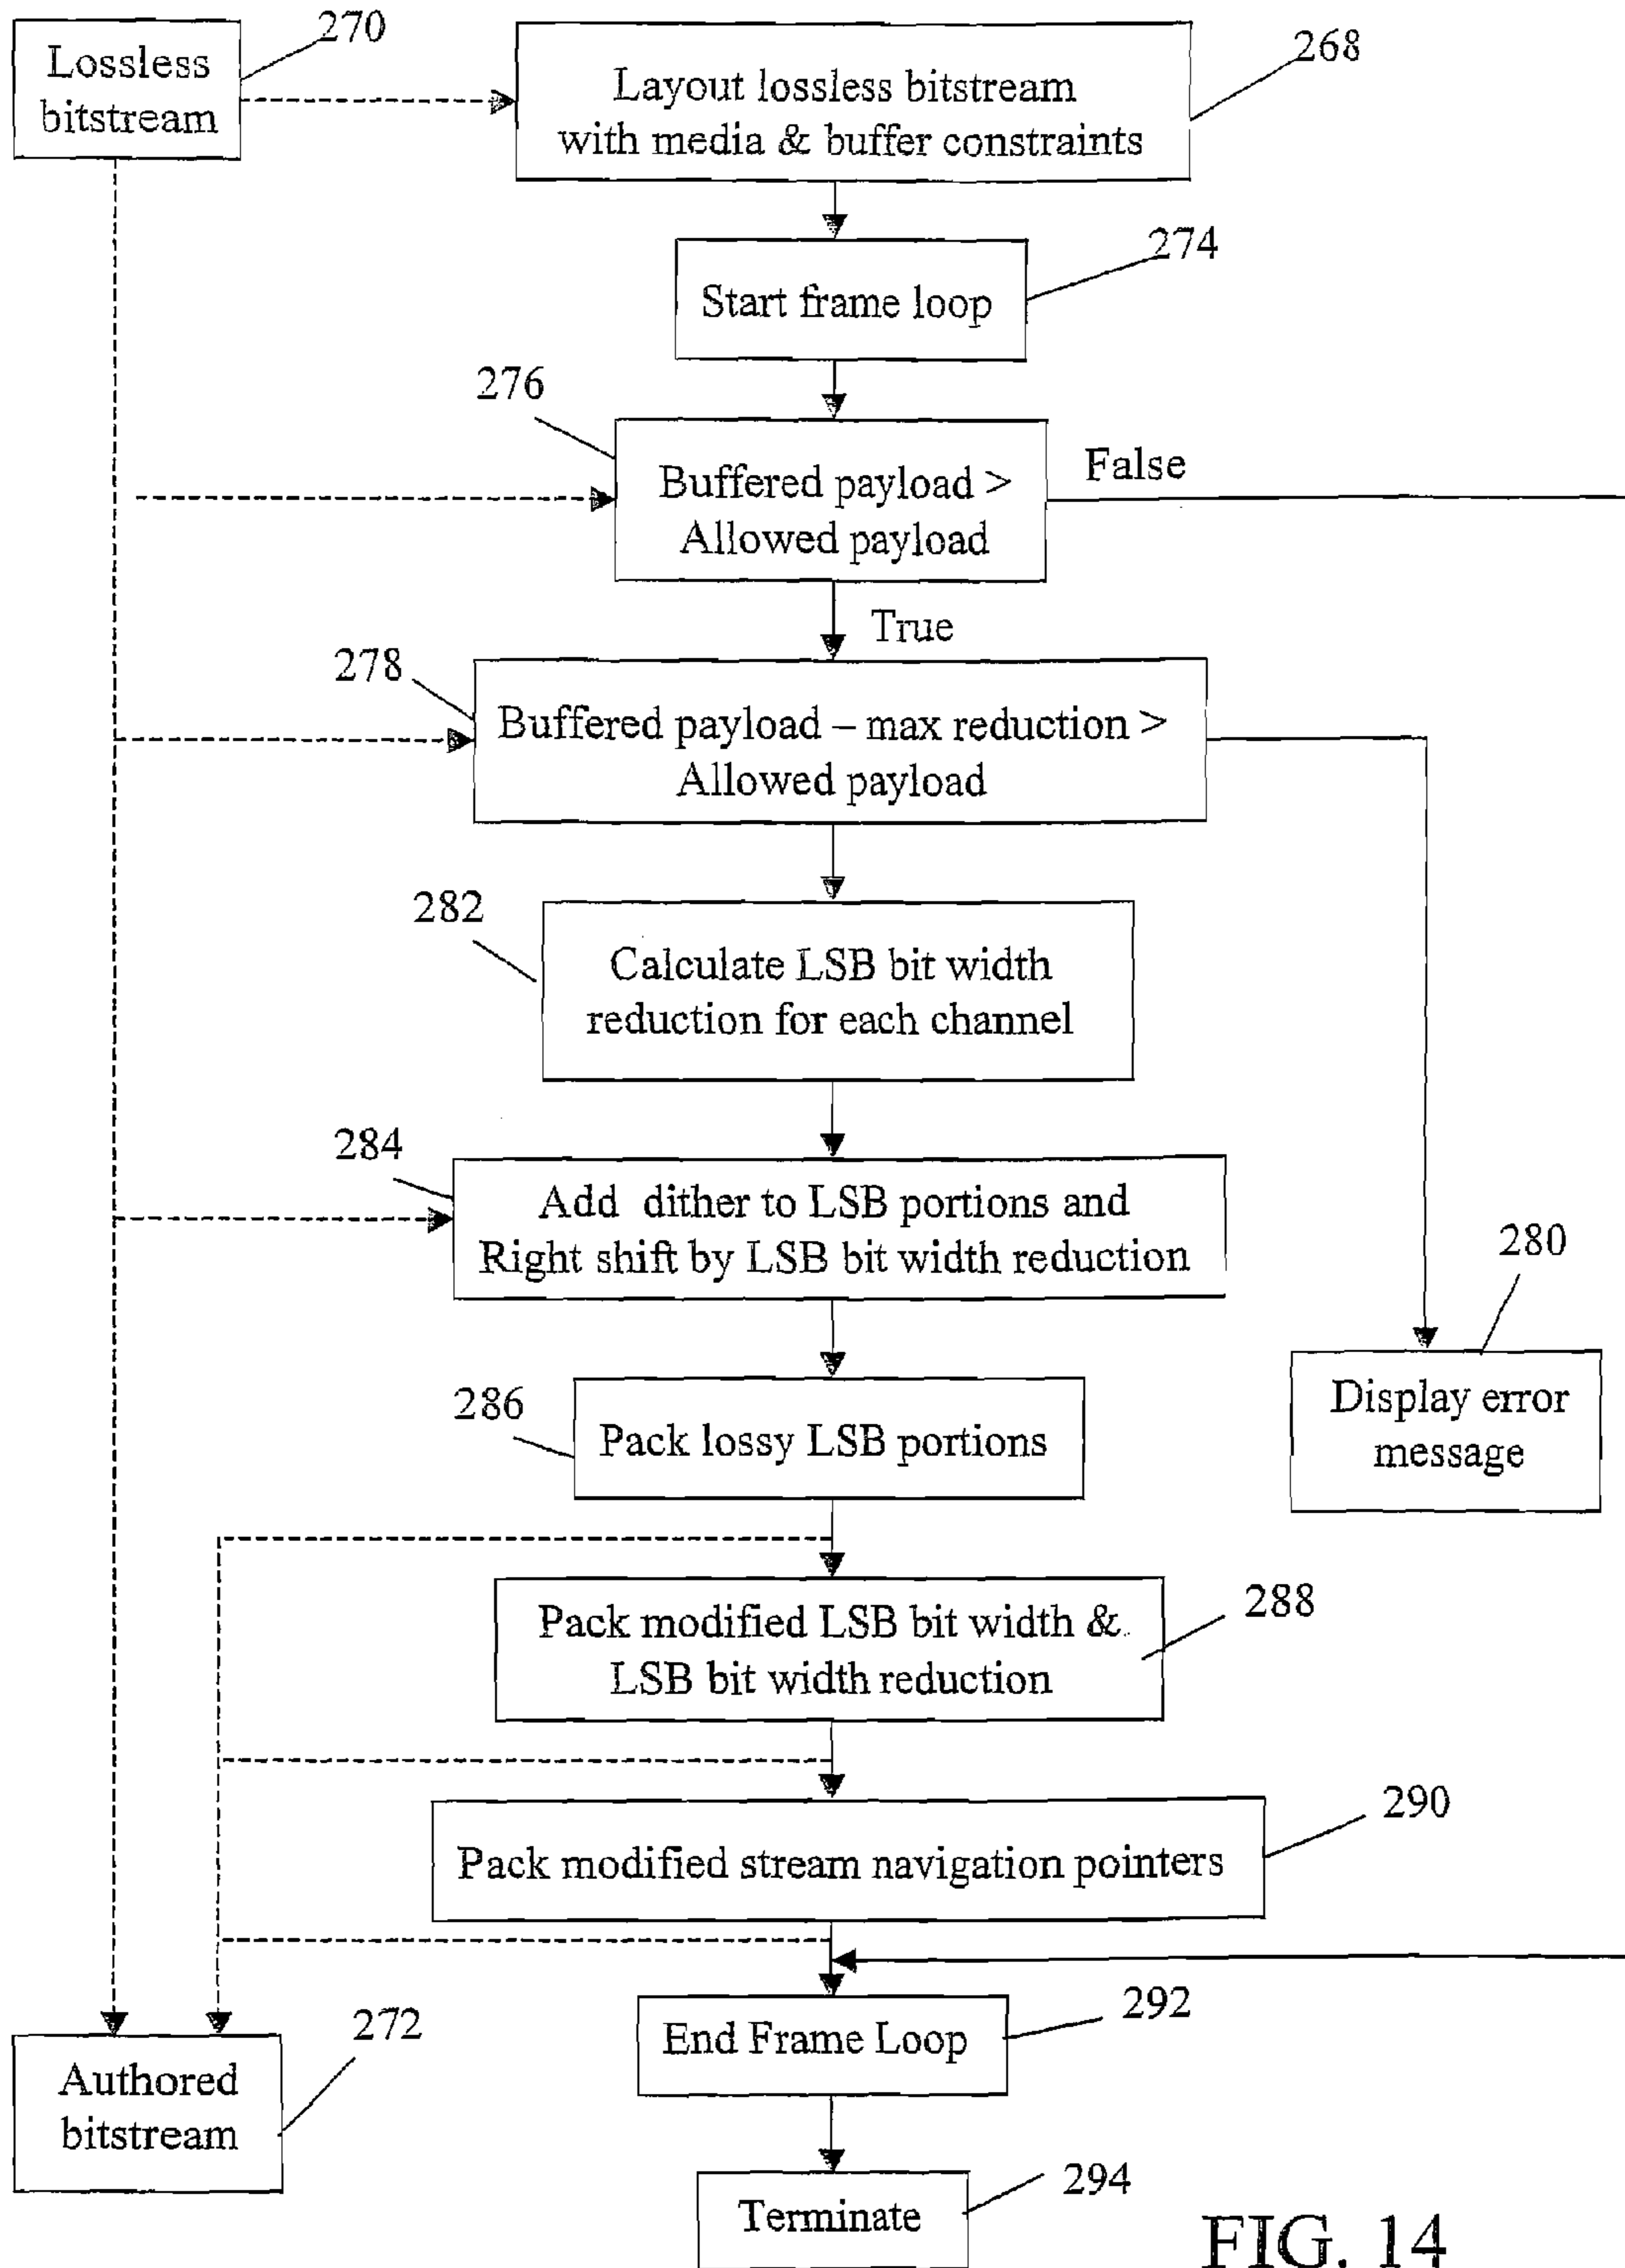 270
Lossless
bitstream
268
Layout lossless bitstream
with media & buffer constraints
274
Start frame loop
276
Buffered payload >
Allowed payload
False
True
278
Buffered payload – max reduction >
Allowed payload
282
Calculate LSB bit width
reduction for each channel
284
Add dither to LSB portions and
Right shift by LSB bit width reduction
280
Display error
message
286
Pack lossy LSB portions
288
Pack modified LSB bit width &
LSB bit width reduction
290
Pack modified stream navigation pointers
292
End Frame Loop
272
Authored
bitstream
294
Terminate
FIG. 14